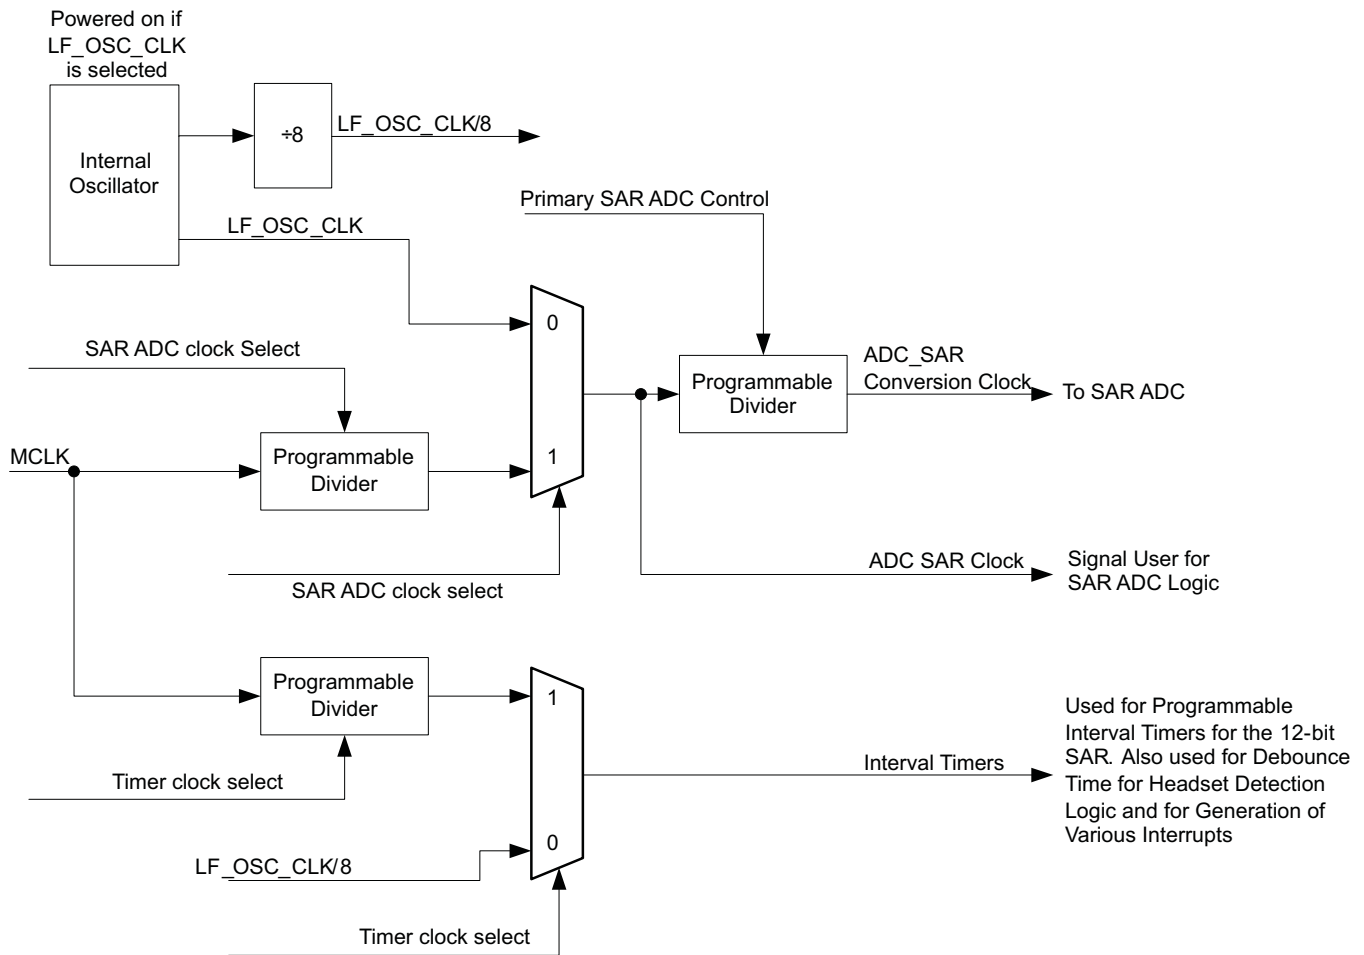 Powered on if
LF_OSC_CLK
is selected
Internal
Oscillator
÷8
LF_OSC_CLK/8
LF_OSC_CLK
Primary SAR ADC Control
0
1
SAR ADC clock Select
MCLK
Programmable
Divider
Programmable
Divider
ADC_SAR
Conversion Clock
To SAR ADC
SAR ADC clock select
ADC SAR Clock
Signal User for
SAR ADC Logic
Programmable
Divider
Timer clock select
1
0
LF_OSC_CLK/8
Timer clock select
Interval Timers
Used for Programmable
Interval Timers for the 12-bit
SAR. Also used for Debounce
Time for Headset Detection
Logic and for Generation of
Various Interrupts